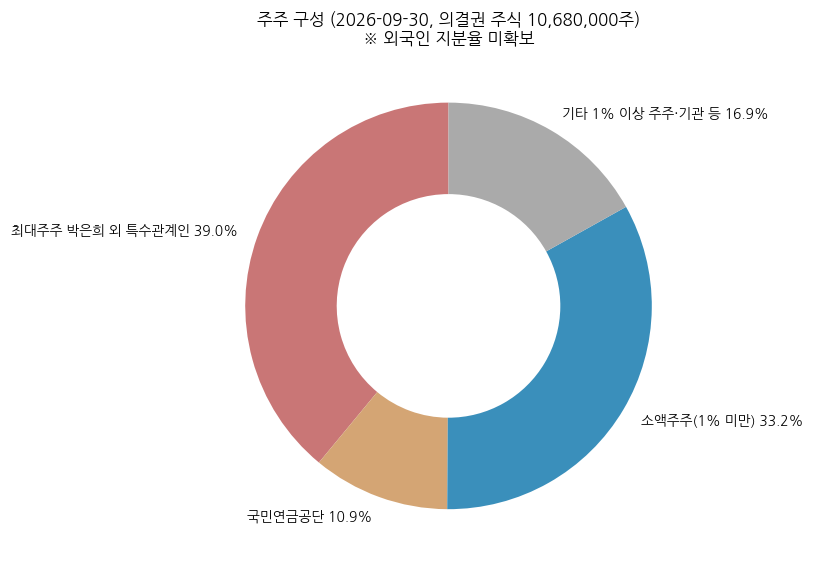 주주 구성 (2026-09-30, 의결권 주식 10,680,000주)
※ 외국인 지분율 미확보
기타 1% 이상 주주·기관 등 16.9%
최대주주 박은희 외 특수관계인 39.0%
소액주주(1% 미만) 33.2%
국민연금공단 10.9%